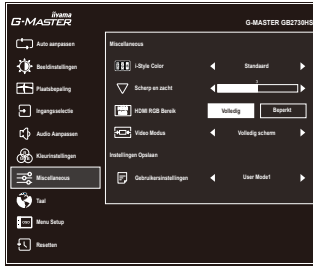 iiyama
G-MASTER
G-MASTER GB2730HS
Auto aanpassen
Beeldinstellingen
Plaatsbepaling
Ingangsselectie
Audio Aanpassen
Kleurinstellingen
Miscellaneous
Taal
Menu Setup
Resetten
Miscellaneous
i-Style Color
Standaard
Scherp en zacht
3
HDMI RGB Bereik
Volledig
Beperkt
Video Modus
Volledig scherm
Instellingen Opslaan
Gebruikersinstellingen
User Mode1